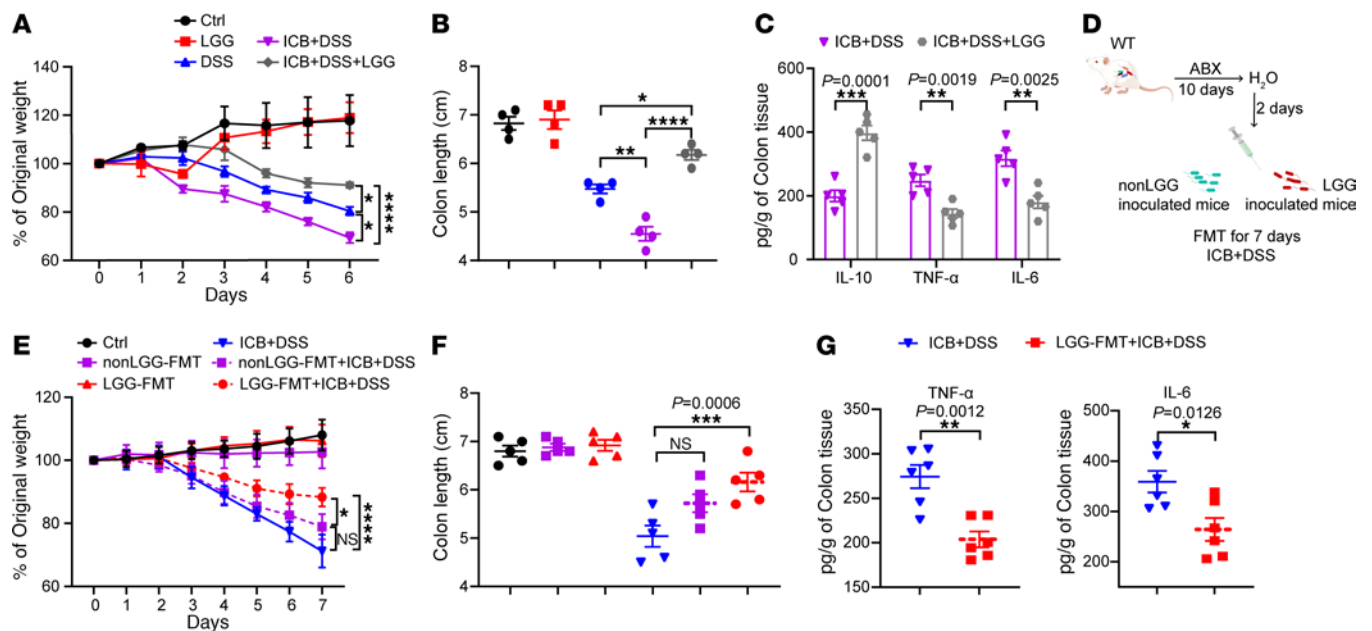 A
Ctrl
LGG
DSS
ICB+DSS
ICB+DSS+LGG
% of Original weight
120
100
80
60
0 1 2 3 4 5 6
Days
*
*
****
B
Colon length (cm)
8
6
4
*
****
**
C
ICB+DSS
ICB+DSS+LGG
pg/g of Colon tissue
600
400
200
0
P=0.0001
***
P=0.0019
**
P=0.0025
**
IL-10 TNF-α IL-6
D
WT
ABX
10 days
H2O
2 days
nonLGG
inoculated mice
LGG
inoculated mice
FMT for 7 days
ICB+DSS
E
Ctrl
nonLGG-FMT
LGG-FMT
ICB+DSS
nonLGG-FMT+ICB+DSS
LGG-FMT+ICB+DSS
% of Original weight
120
100
80
60
0 1 2 3 4 5 6 7
Days
*
NS
****
F
Colon length (cm)
8
6
4
P=0.0006
***
NS
G
ICB+DSS
LGG-FMT+ICB+DSS
TNF-α
P=0.0012
**
pg/g of Colon tissue
350
300
250
200
150
IL-6
P=0.0126
*
pg/g of Colon tissue
500
400
300
200